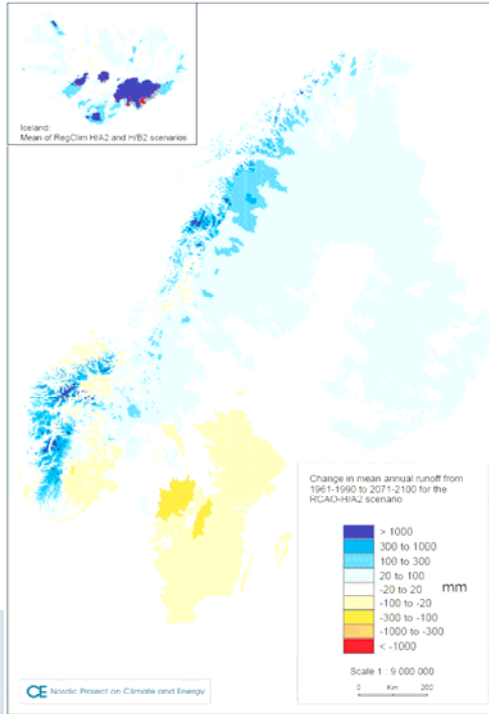 Iceland:
Mean of RegClim H/A2 and H/B2 scenarios
Change in mean annual runoff from
1961-1990 to 2071-2100 for the
RCAO-H/A2 scenario
> 1000
300 to 1000
100 to 300
20 to 100
-20 to 20
mm
-100 to -20
-300 to -100
-1000 to -300
< -1000
Scale 1 : 9 000 000
0 Km 200
CE Nordic Project on Climate and Energy